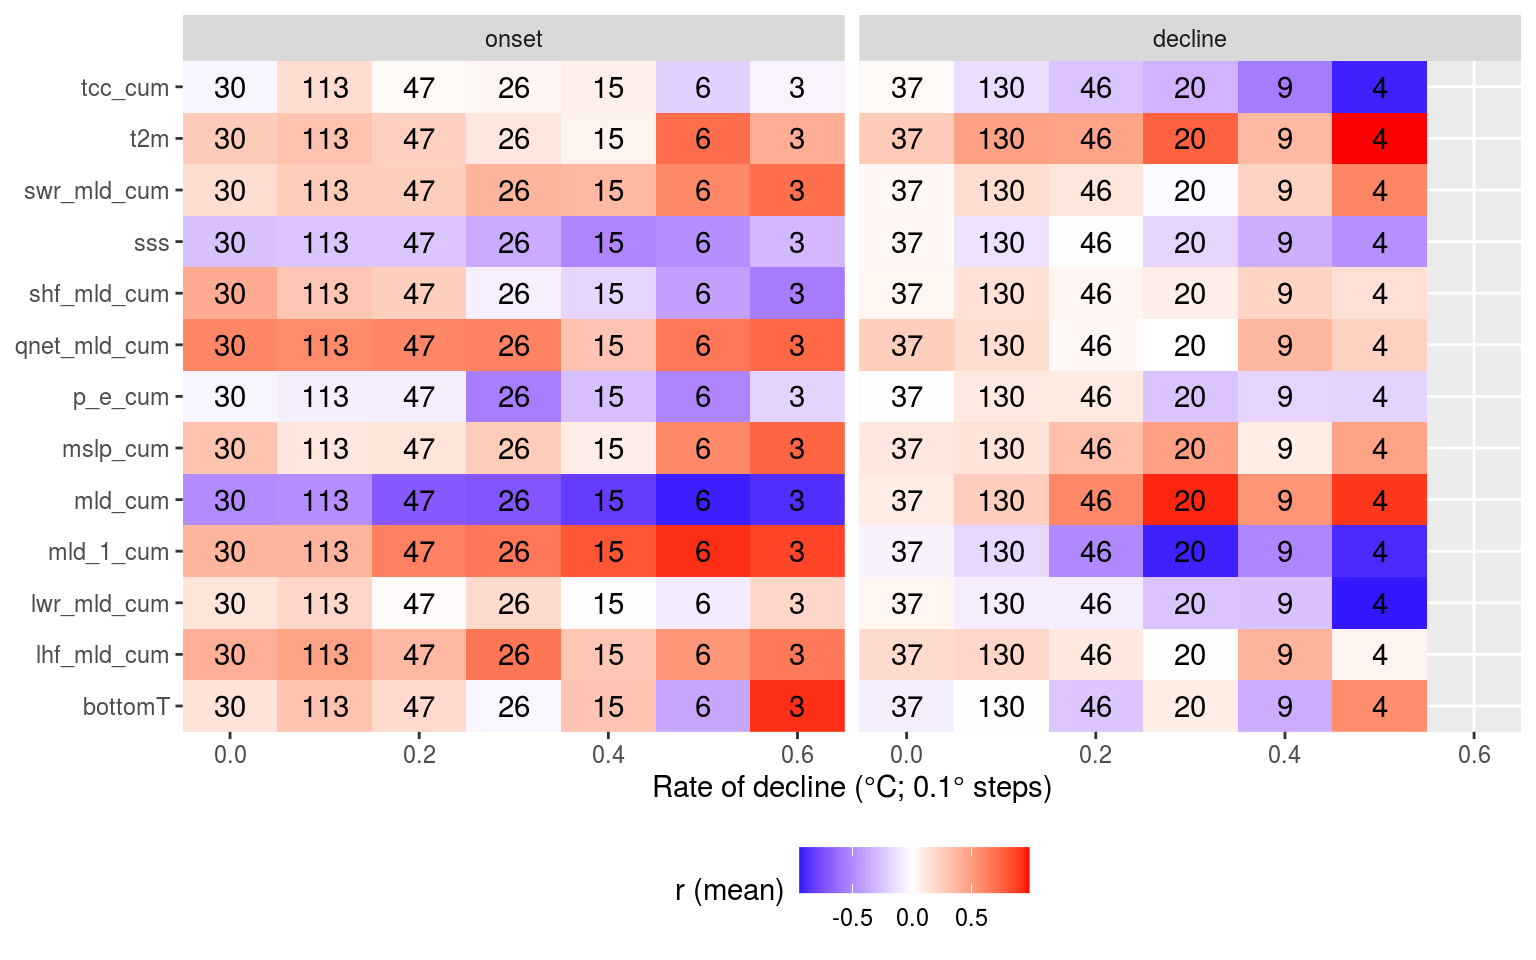 onset decline
tcc_cum 30 113 47 26 15 6 3 37 130 46 20 9 4
t2m 30 113 47 26 15 6 3 37 130 46 20 9 4
swr_mld_cum 30 113 47 26 15 6 3 37 130 46 20 9 4
sss 30 113 47 26 15 6 3 37 130 46 20 9 4
shf_mld_cum 30 113 47 26 15 6 3 37 130 46 20 9 4
qnet_mld_cum 30 113 47 26 15 6 3 37 130 46 20 9 4
p_e_cum 30 113 47 26 15 6 3 37 130 46 20 9 4
mslp_cum 30 113 47 26 15 6 3 37 130 46 20 9 4
mld_cum 30 113 47 26 15 6 3 37 130 46 20 9 4
mld_1_cum 30 113 47 26 15 6 3 37 130 46 20 9 4
lwr_mld_cum 30 113 47 26 15 6 3 37 130 46 20 9 4
lhf_mld_cum 30 113 47 26 15 6 3 37 130 46 20 9 4
bottomT 30 113 47 26 15 6 3 37 130 46 20 9 4
0.0 0.2 0.4 0.6 0.0 0.2 0.4 0.6
Rate of decline (°C; 0.1° steps)
r (mean)
-0.5 0.0 0.5